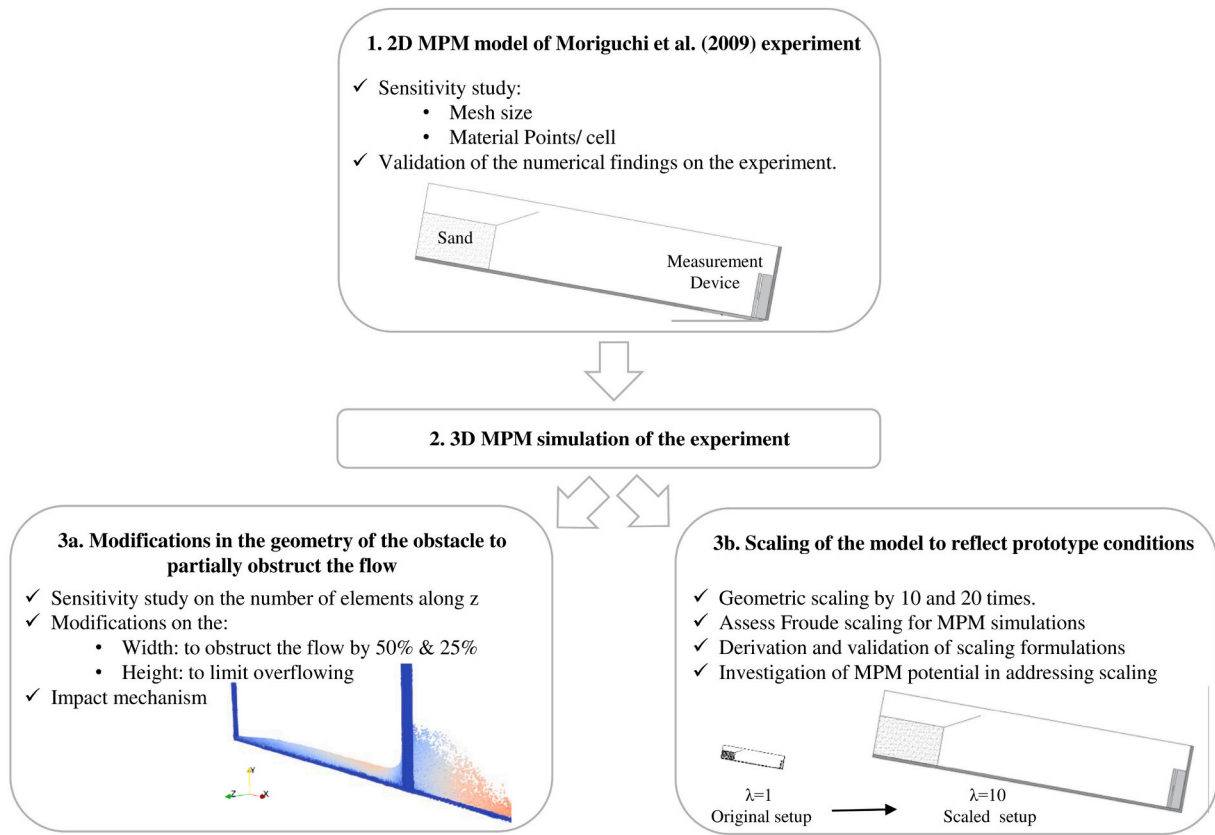 1. 2D MPM model of Moriguchi et al. (2009) experiment
✓ Sensitivity study:
• Mesh size
• Material Points/ cell
✓ Validation of the numerical findings on the experiment.
Sand
Measurement
Device
2. 3D MPM simulation of the experiment
3a. Modifications in the geometry of the obstacle to
partially obstruct the flow
✓ Sensitivity study on the number of elements along z
✓ Modifications on the:
• Width: to obstruct the flow by 50% & 25%
• Height: to limit overflowing
✓ Impact mechanism
Y
Z
X
3b. Scaling of the model to reflect prototype conditions
✓ Geometric scaling by 10 and 20 times.
✓ Assess Froude scaling for MPM simulations
✓ Derivation and validation of scaling formulations
✓ Investigation of MPM potential in addressing scaling
λ=1
Original setup
λ=10
Scaled setup